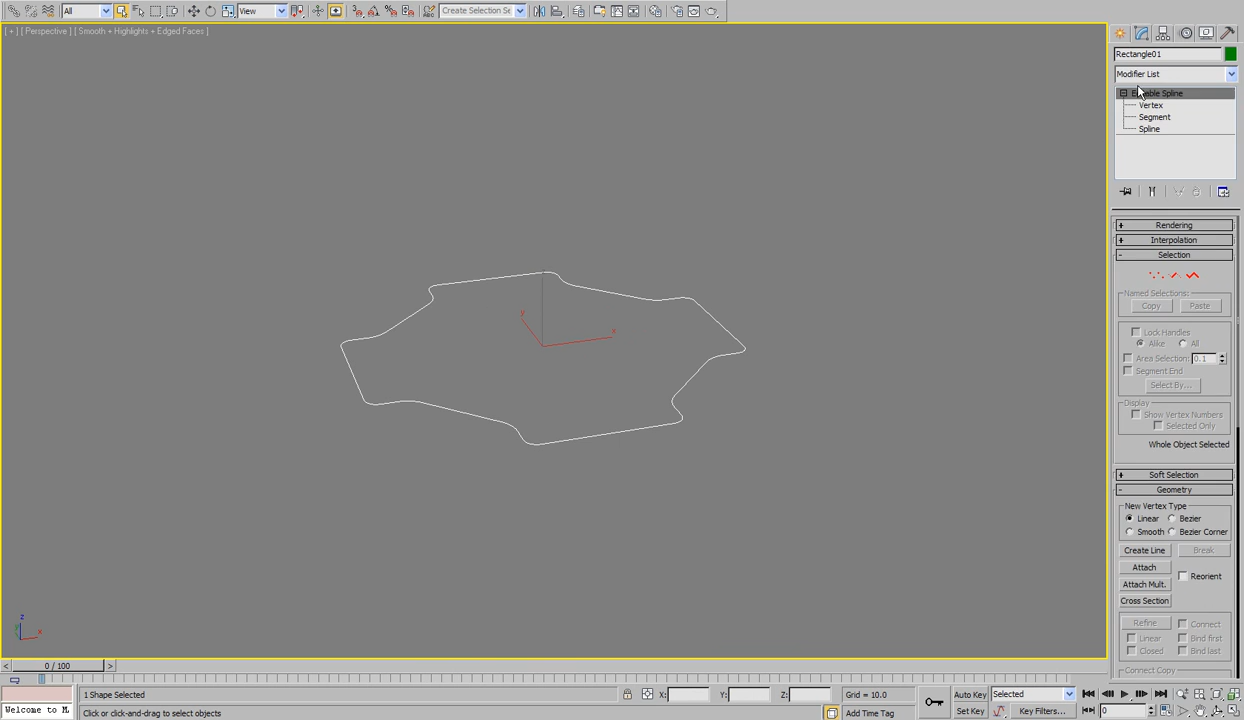 All
View
Create Selection Se
[ + ] [ Perspective ] [ Smooth + Highlights + Edged Faces ]
Rectangle01
Modifier List
Editable Spline
Vertex
Segment
Spline
+ Rendering
+ Interpolation
- Selection
Named Selections:
Copy Paste
Lock Handles
Alike All
Area Selection: 0.1
Segment End
Select By...
Display
Show Vertex Numbers
Selected Only
Whole Object Selected
+ Soft Selection
- Geometry
New Vertex Type
Linear Bezier
Smooth Bezier Corner
Create Line Break
Attach
Reorient
Attach Mult.
Cross Section
Refine Connect
Linear Bind first
Closed Bind last
Connect Copy
y
x
z
x
< 0 / 100 >
1 Shape Selected X: Y: Z: Grid = 10.0 Auto Key Selected
Welcome to M Click or click-and-drag to select objects Add Time Tag Set Key Key Filters... 0